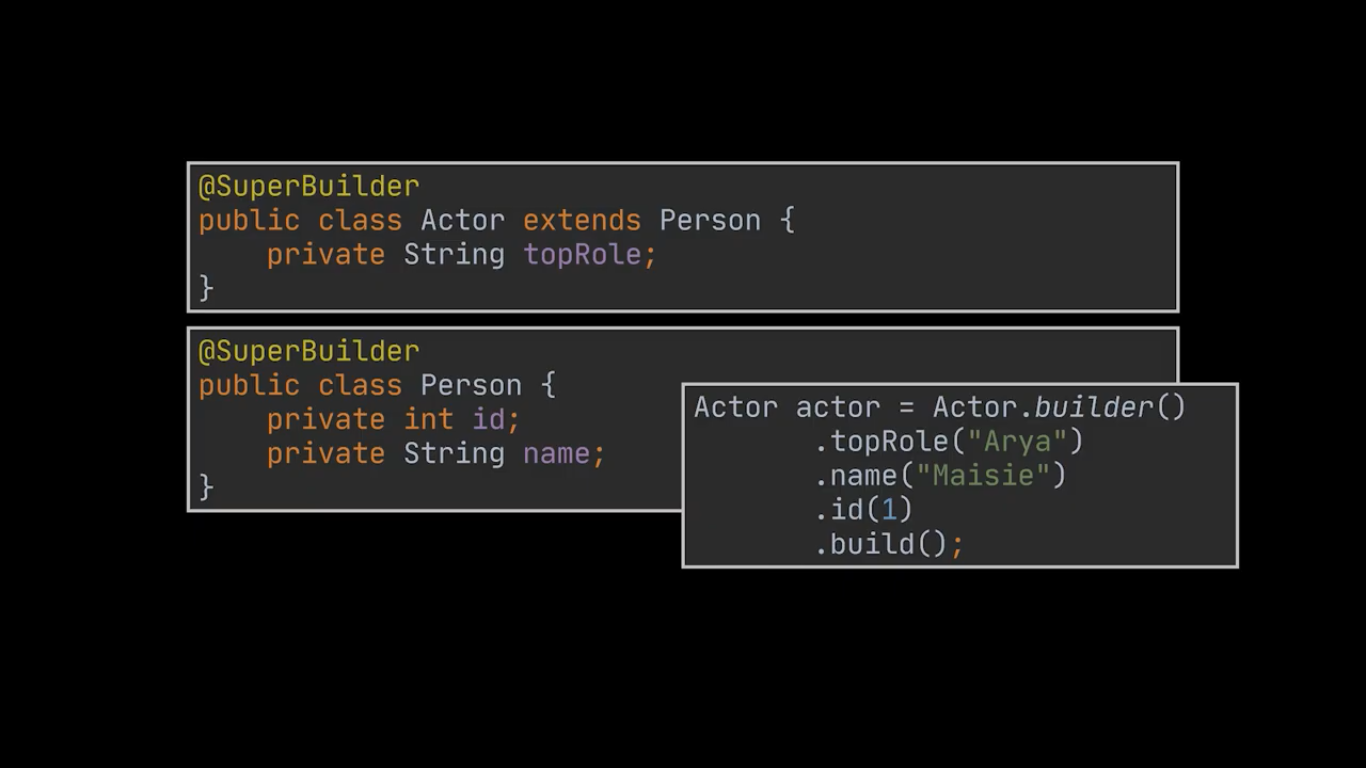 @SuperBuilder
public class Actor extends Person {
    private String topRole;
}
@SuperBuilder
public class Person {
    private int id;
    private String name;
}
Actor actor = Actor.builder()
        .topRole("Arya")
        .name("Maisie")
        .id(1)
        .build();